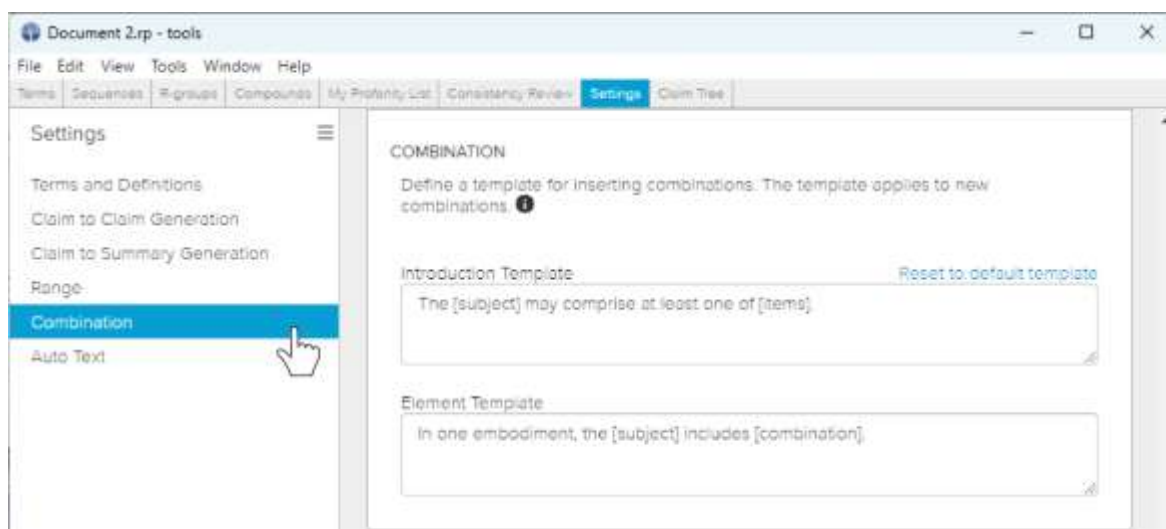 Document 2.rp - tools
File Edit View Tools Window Help
Terms Sequences R-groups Compounds My Profanity List Consistency Review Settings Claim Tree
Settings
Terms and Definitions
Claim to Claim Generation
Claim to Summary Generation
Range
Combination
Auto Text
COMBINATION
Define a template for inserting combinations. The template applies to new
combinations.
Introduction Template
Reset to default template
The [subject] may comprise at least one of [items].
Element Template
In one embodiment, the [subject] includes [combination].